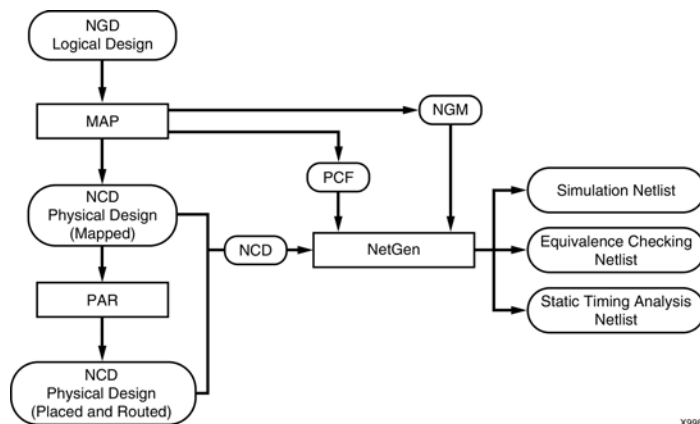 NGD
Logical Design
MAP
NGM
PCF
NCD
Physical Design
(Mapped)
NCD
NetGen
Simulation Netlist
Equivalence Checking
Netlist
Static Timing Analysis
Netlist
PAR
NCD
Physical Design
(Placed and Routed)